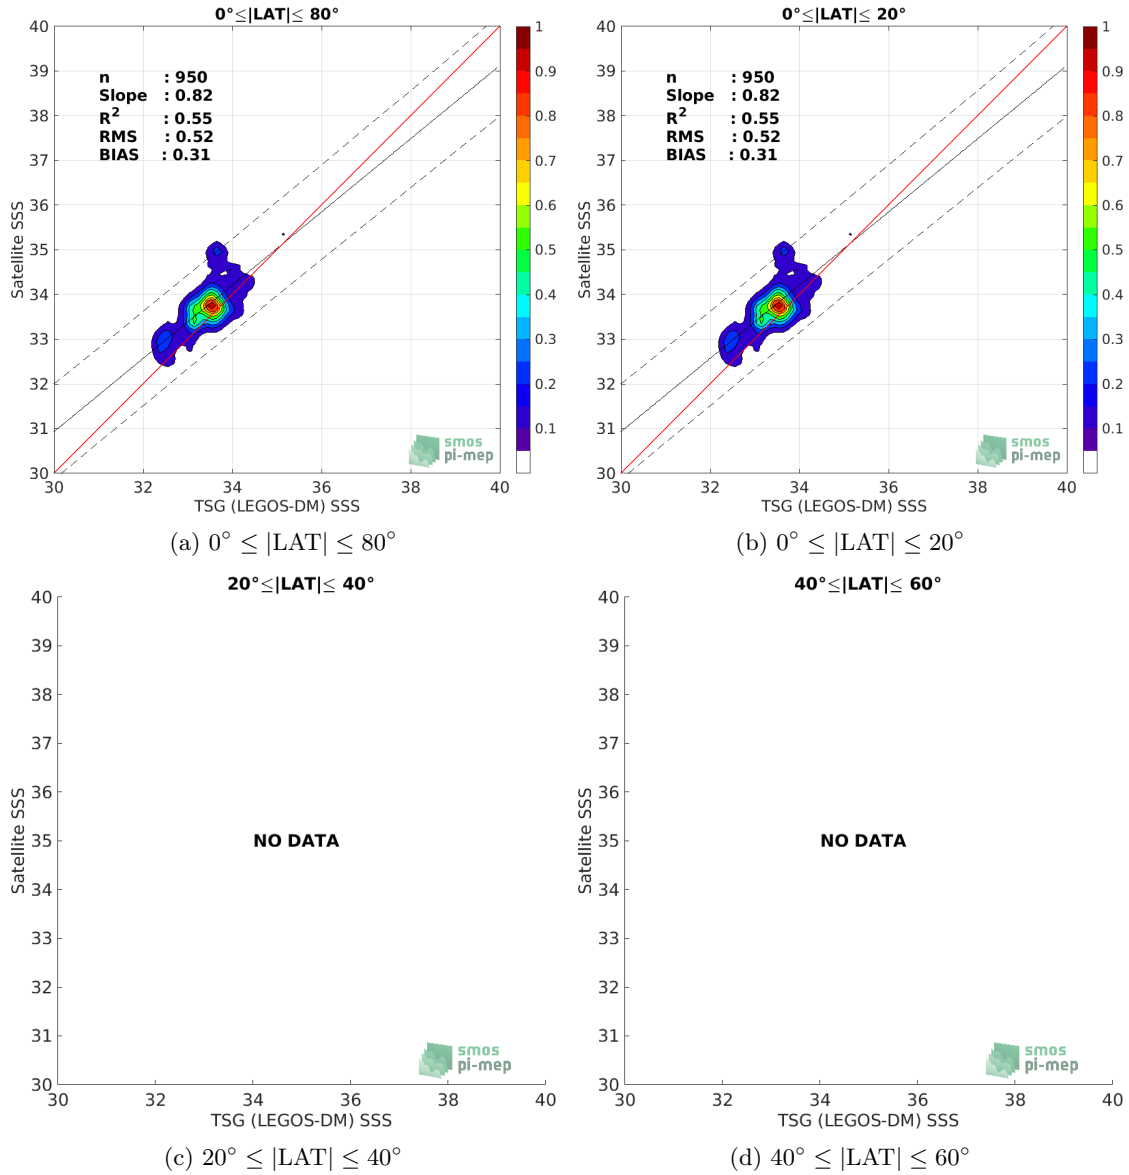 0°≤|LAT|≤ 80°
40
39
38
37
36
35
34
33
32
31
30
n : 950
Slope : 0.82
R2 : 0.55
RMS : 0.52
BIAS : 0.31
Satellite SSS
30 32 34 36 38 40
TSG (LEGOS-DM) SSS
1
0.9
0.8
0.7
0.6
0.5
0.4
0.3
0.2
0.1
smos
pi-mep
(a) 0° ≤ |LAT| ≤ 80°
0°≤|LAT|≤ 20°
40
39
38
37
36
35
34
33
32
31
30
n : 950
Slope : 0.82
R2 : 0.55
RMS : 0.52
BIAS : 0.31
Satellite SSS
30 32 34 36 38 40
TSG (LEGOS-DM) SSS
1
0.9
0.8
0.7
0.6
0.5
0.4
0.3
0.2
0.1
smos
pi-mep
(b) 0° ≤ |LAT| ≤ 20°
20°≤|LAT|≤ 40°
40
39
38
37
36
35
34
33
32
31
30
Satellite SSS
NO DATA
smos
pi-mep
30 32 34 36 38 40
TSG (LEGOS-DM) SSS
(c) 20° ≤ |LAT| ≤ 40°
40°≤|LAT|≤ 60°
40
39
38
37
36
35
34
33
32
31
30
Satellite SSS
NO DATA
smos
pi-mep
30 32 34 36 38 40
TSG (LEGOS-DM) SSS
(d) 40° ≤ |LAT| ≤ 60°